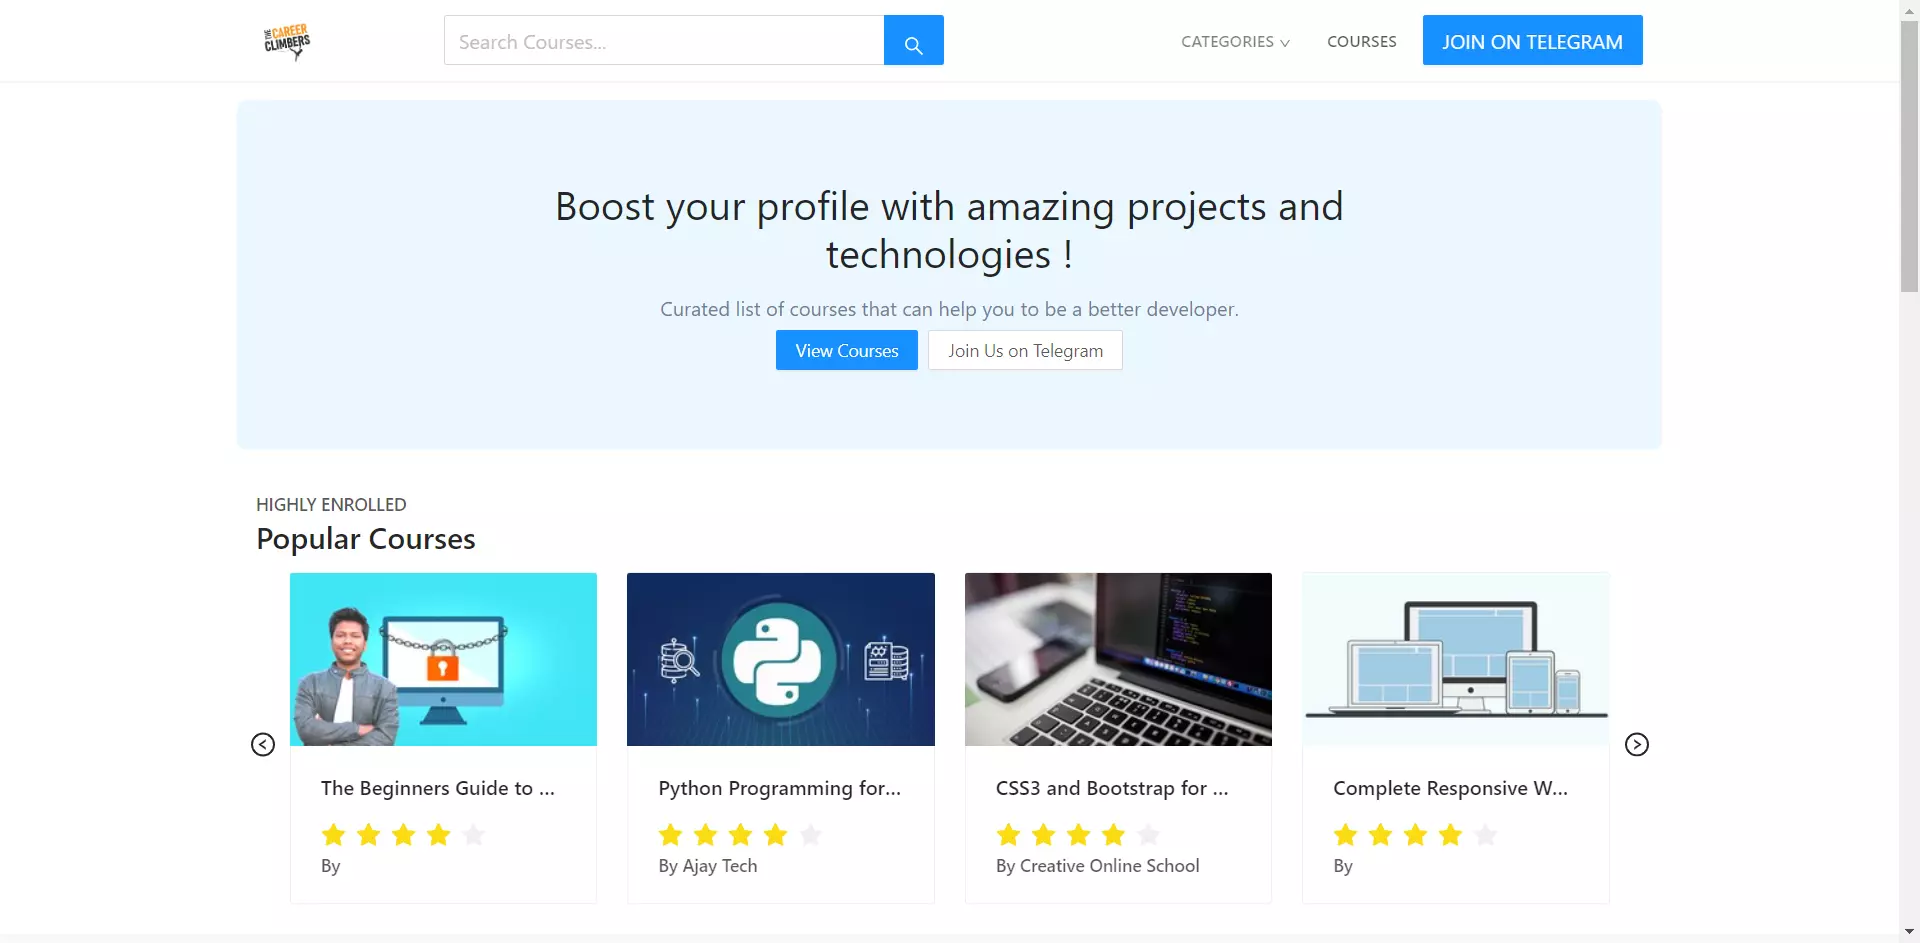 THE CAREER
CLIMBERS
Search Courses...
CATEGORIES
COURSES
JOIN ON TELEGRAM
Boost your profile with amazing projects and
technologies !
Curated list of courses that can help you to be a better developer.
View Courses
Join Us on Telegram
HIGHLY ENROLLED
Popular Courses
The Beginners Guide to ...
By
Python Programming for...
By Ajay Tech
CSS3 and Bootstrap for ...
By Creative Online School
Complete Responsive W...
By